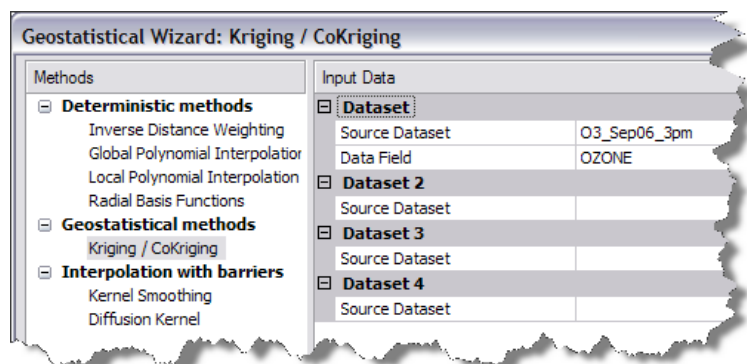 Geostatistical Wizard: Kriging / CoKriging
Methods
Deterministic methods
Inverse Distance Weighting
Global Polynomial Interpolatior
Local Polynomial Interpolation
Radial Basis Functions
Geostatistical methods
Kriging / CoKriging
Interpolation with barriers
Kernel Smoothing
Diffusion Kernel
Input Data
Dataset
Source Dataset O3_Sep06_3pm
Data Field OZONE
Dataset 2
Source Dataset
Dataset 3
Source Dataset
Dataset 4
Source Dataset